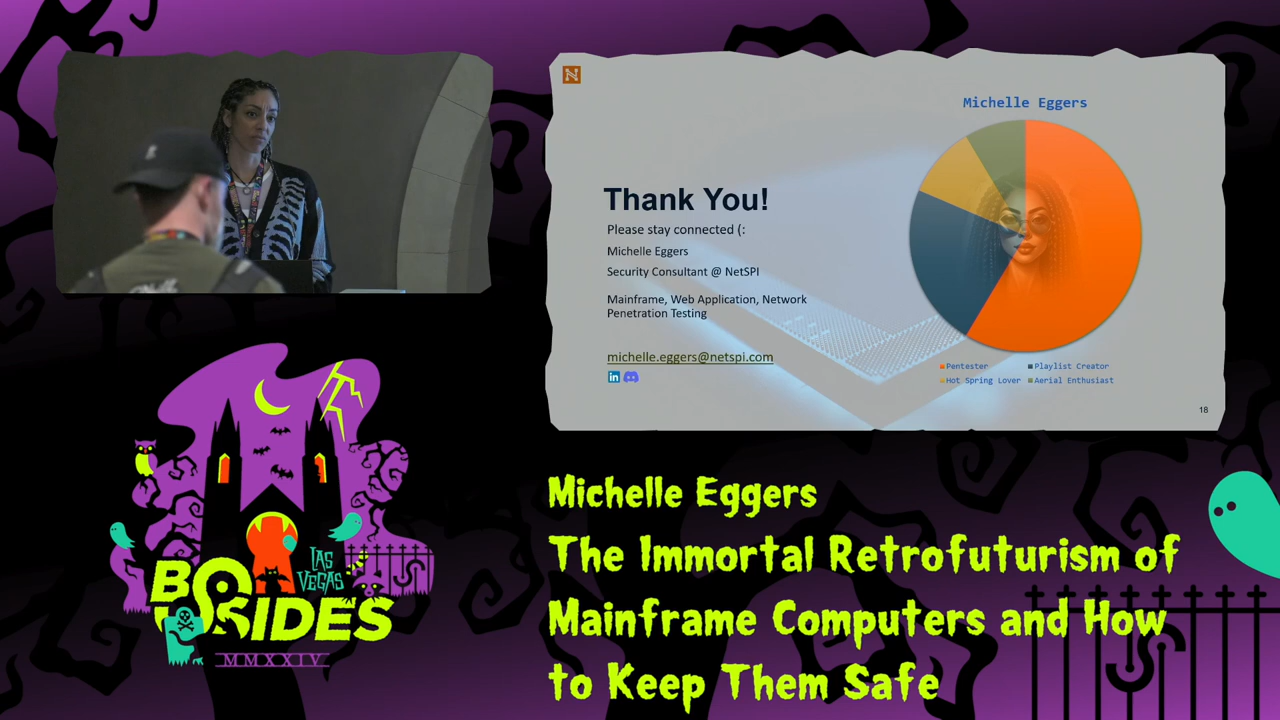 N
Michelle Eggers
Thank You!
Please stay connected (:
Michelle Eggers
Security Consultant @ NetSPI
Mainframe, Web Application, Network
Penetration Testing
michelle.eggers@netspi.com
in
Pentester
Playlist Creator
Hot Spring Lover
Aerial Enthusiast
18
LAS
VEGAS
BSIDES
MMXXIV
Michelle Eggers
The Immortal Retrofuturism of
Mainframe Computers and How
to Keep Them Safe